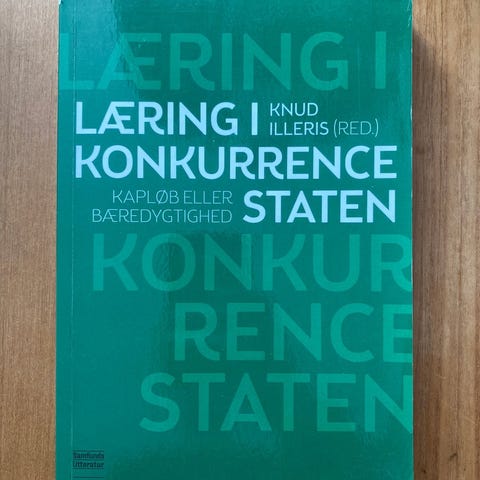 LÆRING I
LÆRING I KNUD
ILLERIS (RED.)
KONKURRENCE
KAPLØB ELLER
BÆREDYGTIGHED
STATEN
KONKUR
RENCE
STATEN
Samfunds
Litteratur